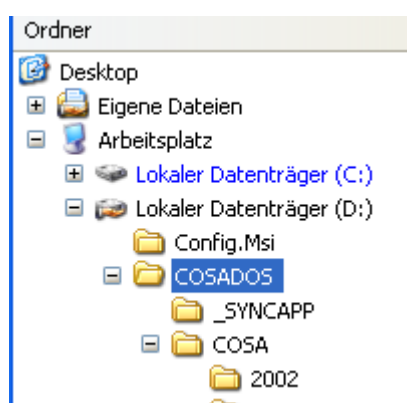 Ordner
Desktop
Eigene Dateien
Arbeitsplatz
Lokaler Datenträger (C:)
Lokaler Datenträger (D:)
Config.Msi
COSADOS
_SYNCAPP
COSA
2002